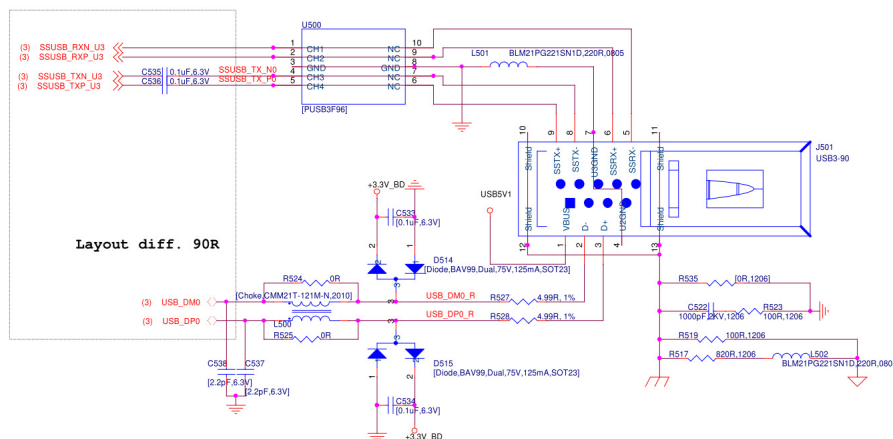 U500
(3) SSUSB_RXN_U3
(3) SSUSB_RXP_U3
(3) SSUSB_TXN_U3
(3) SSUSB_TXP_U3
C535 0.1uF,6.3V
C536 0.1uF,6.3V
SSUSB_TX_N0
SSUSB_TX_P0
1 CH1 NC 10
2 CH2 NC 9
3 GND GND 8
4 CH3 NC 7
5 CH4 NC 6
[PUSB3F96]
L501 BLM21PG221SN1D,220R,0805
10 9 8 7 6 5 11
Shield SSTX+ SSTX- U3GND SSRX+ SSRX- Shield
J501
USB3-90
USB5V1
Shield VBUS D- D+ U2GND Shield
12 1 2 3 4 13
Layout diff. 90R
+3.3V_BD
C533
[0.1uF,6.3V]
2 1
D514
[Diode,BAV99,Dual,75V,125mA,SOT23]
3
R524 0R
[Choke,CMM21T-121M-N,2010]
(3) USB_DM0
USB_DM0_R
R527 4.99R, 1%
(3) USB_DP0
USB_DP0_R
R528 4.99R, 1%
L500
R525 0R
3
D515
[Diode,BAV99,Dual,75V,125mA,SOT23]
1 2
C538 C537
[2.2pF,6.3V]
[2.2pF,6.3V]
C534
[0.1uF,6.3V]
+3.3V_BD
R535 [0R,1206]
C522 R523
1000pF,2KV,1206 100R,1206
R519 100R,1206
R517 820R,1206 L502
BLM21PG221SN1D,220R,080